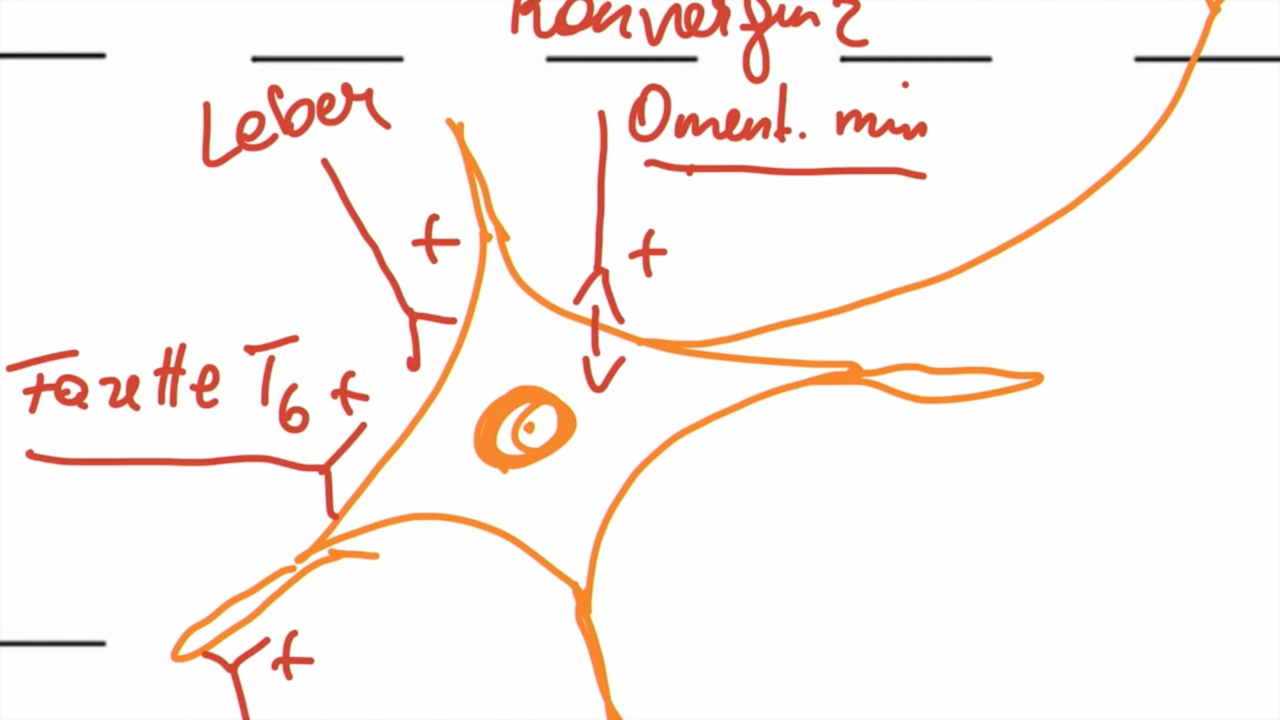 Konvergenz
Oment. min
+
Leber
+
Facette T6 +
+